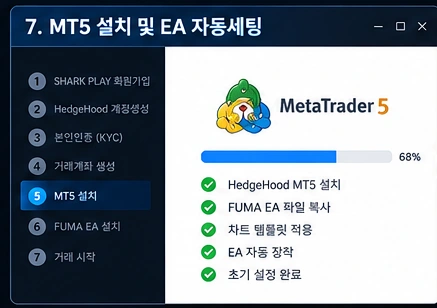 7. MT5 설치 및 EA 자동세팅
1 SHARK PLAY 회원가입
2 HedgeHood 계정생성
3 본인인증 (KYC)
4 거래계좌 생성
5 MT5 설치
6 FUMA EA 설치
7 거래 시작
MetaTrader 5
68%
HedgeHood MT5 설치
FUMA EA 파일 복사
차트 템플릿 적용
EA 자동 장착
초기 설정 완료